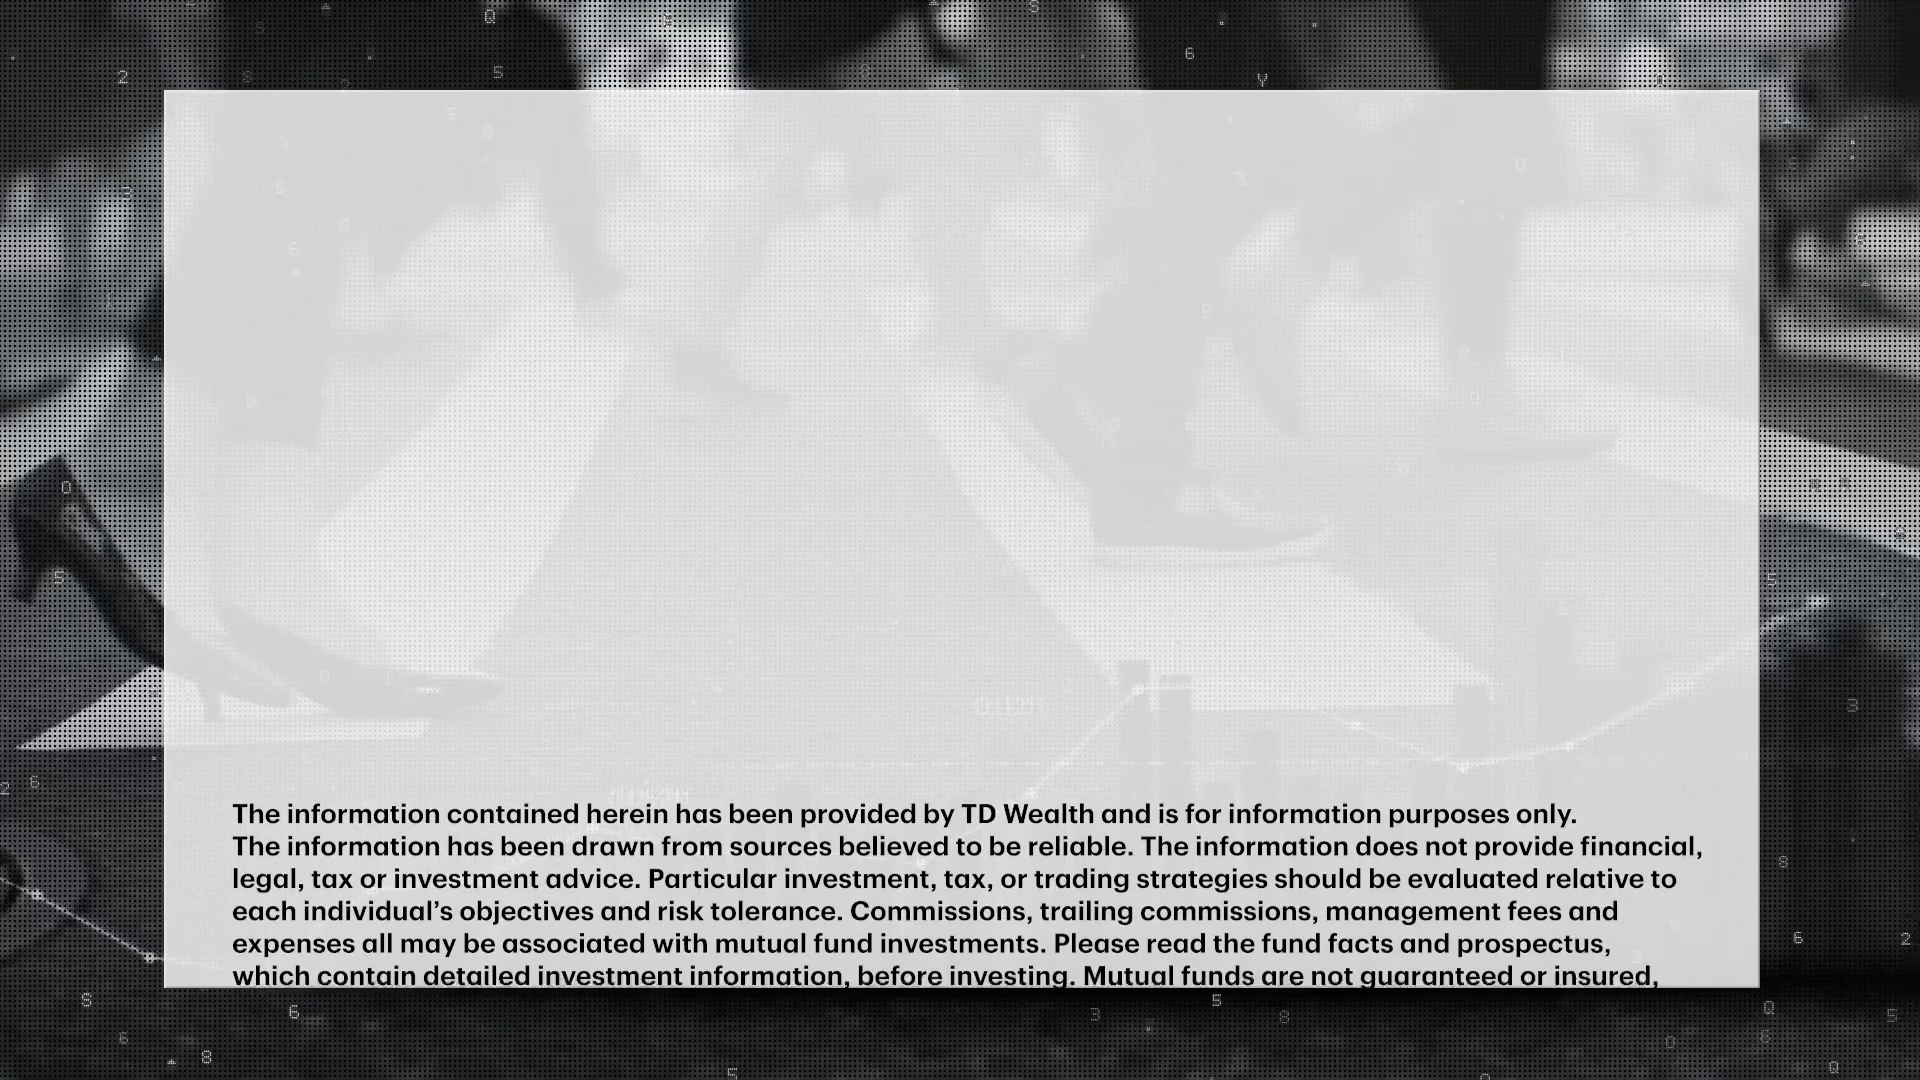 The information contained herein has been provided by TD Wealth and is for information purposes only.
The information has been drawn from sources believed to be reliable. The information does not provide financial,
legal, tax or investment advice. Particular investment, tax, or trading strategies should be evaluated relative to
each individual’s objectives and risk tolerance. Commissions, trailing commissions, management fees and
expenses all may be associated with mutual fund investments. Please read the fund facts and prospectus,
which contain detailed investment information, before investing. Mutual funds are not guaranteed or insured,